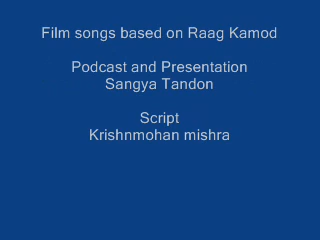 Film songs based on Raag Kamod
Podcast and Presentation
Sangya Tandon
Script
Krishnmohan mishra